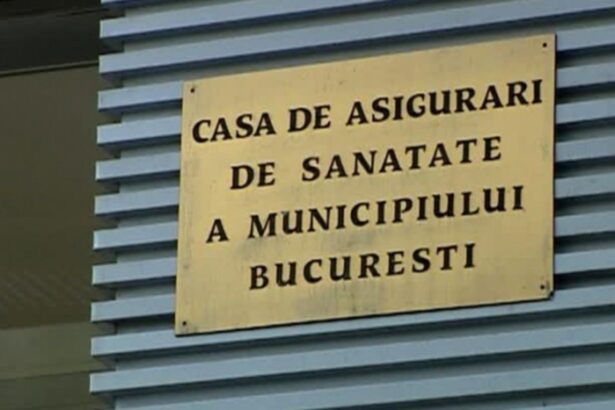 CASA DE ASIGURARI
DE SANATATE
A MUNICIPIULUI
BUCURESTI